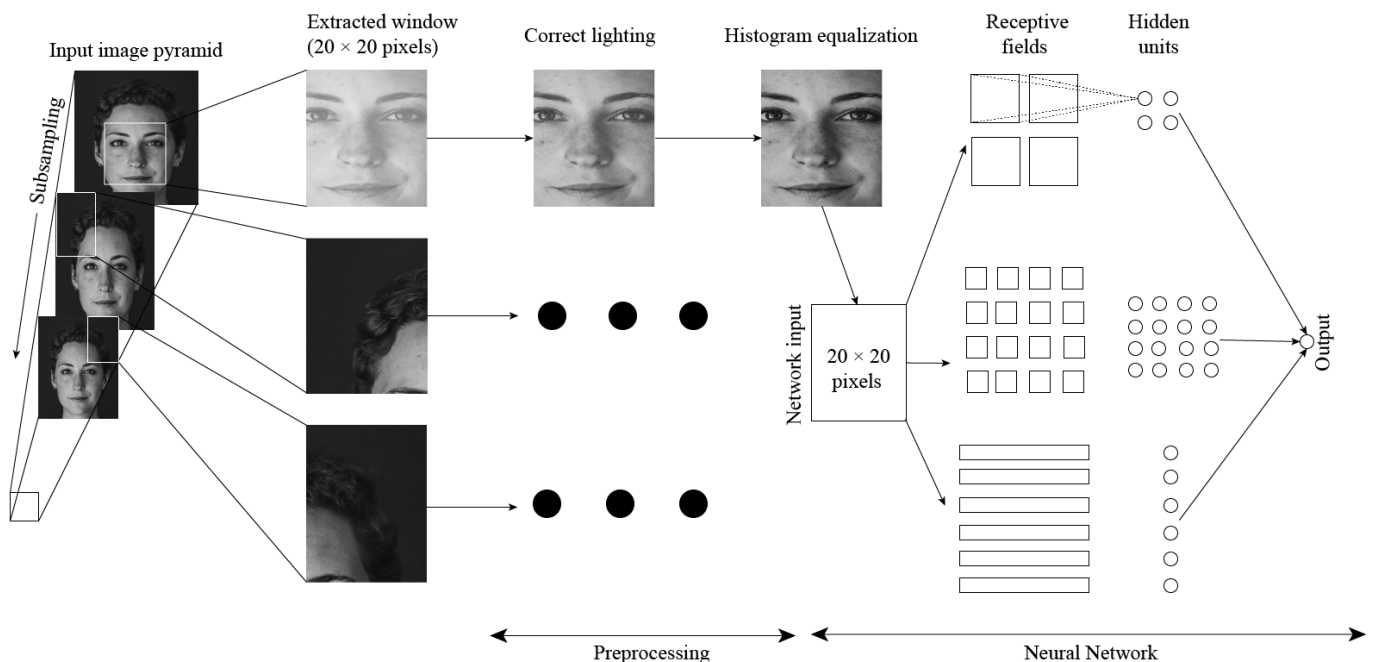 Input image pyramid
Subsampling
Extracted window
(20 × 20 pixels)
Correct lighting
Histogram equalization
Receptive
fields
Hidden
units
Network input
20 × 20
pixels
Output
Preprocessing
Neural Network